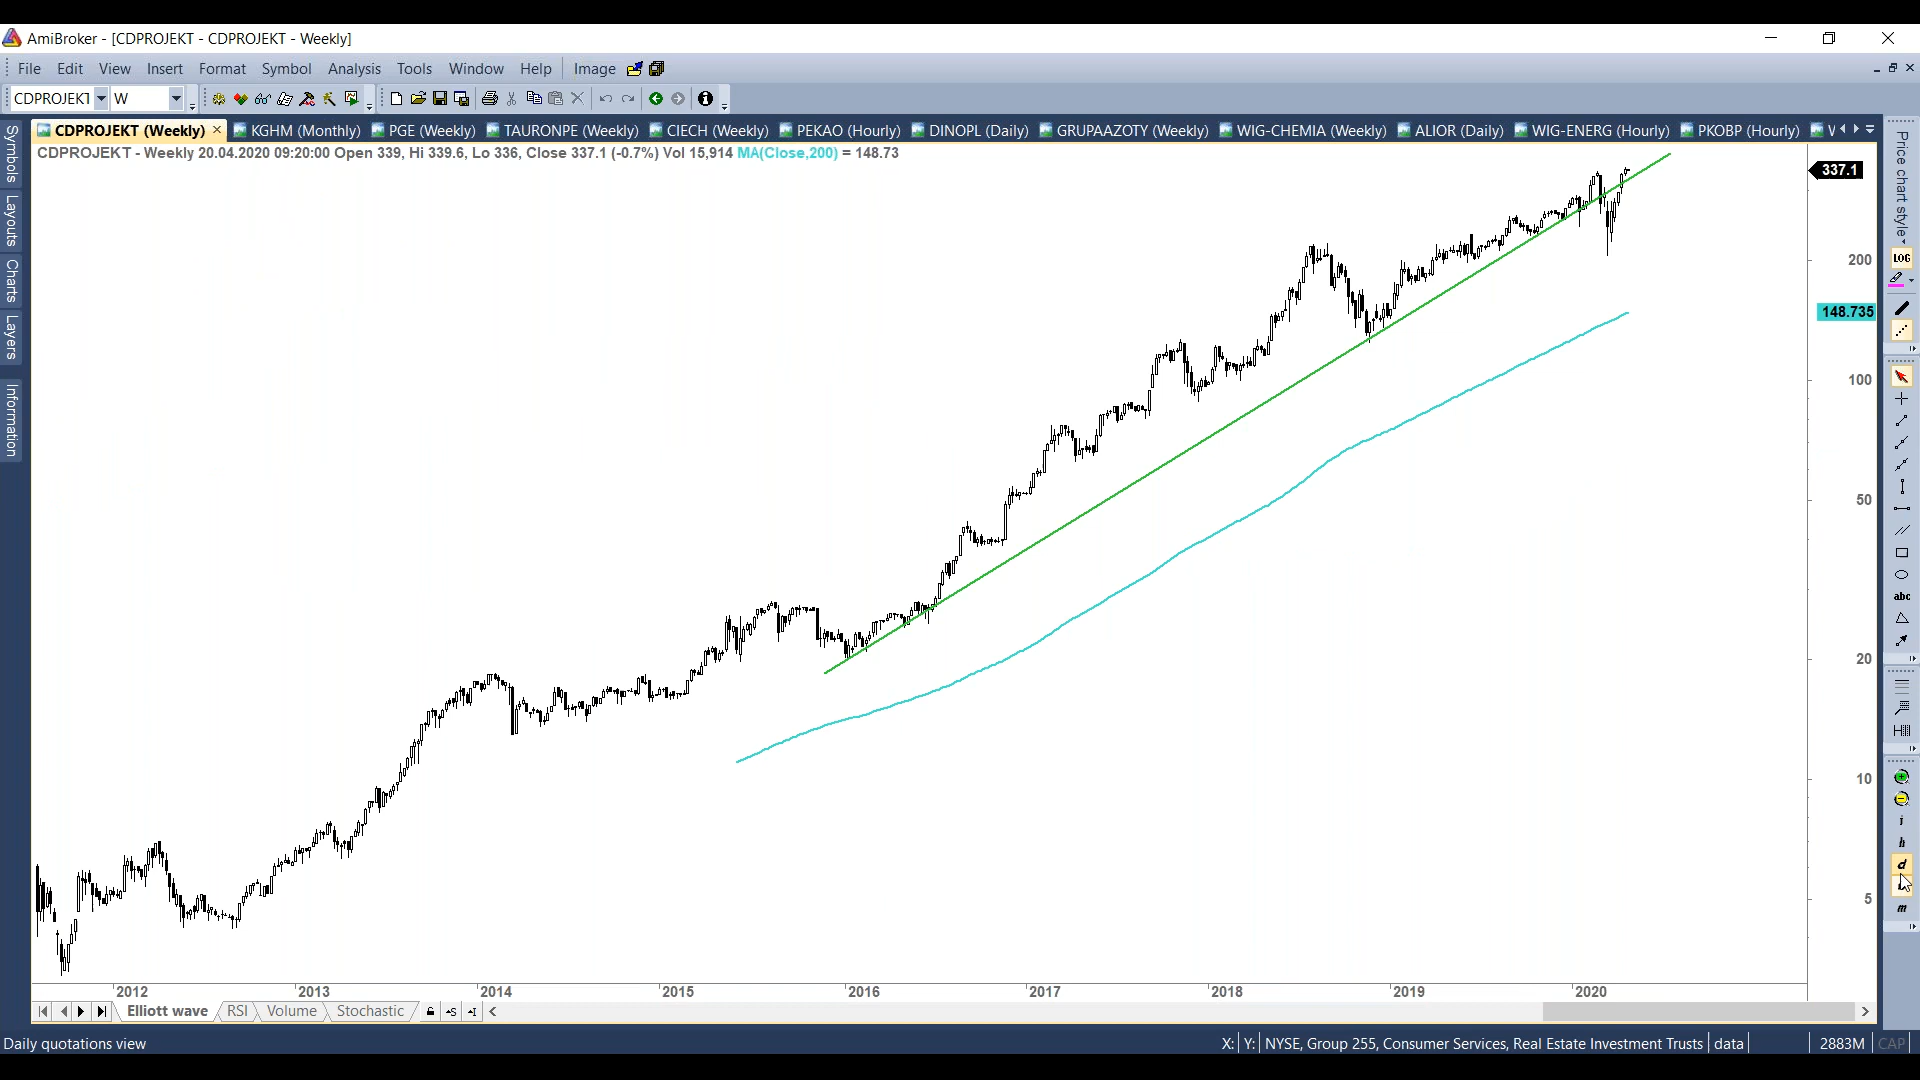 AmiBroker - [CDPROJEKT - CDPROJEKT - Weekly]
File Edit View Insert Format Symbol Analysis Tools Window Help Image
CDPROJEKT W
CDPROJEKT (Weekly) KGHM (Monthly) PGE (Weekly) TAURONPE (Weekly) CIECH (Weekly) PEKAO (Hourly) DINOPL (Daily) GRUPAAZOTY (Weekly) WIG-CHEMIA (Weekly) ALIOR (Daily) WIG-ENERG (Hourly) PKOBP (Hourly)
CDPROJEKT - Weekly 20.04.2020 09:20:00 Open 339, Hi 339.6, Lo 336, Close 337.1 (-0.7%) Vol 15,914 MA(Close,200) = 148.73
Symbols
Layouts
Charts
Layers
Information
337.1
200
148.735
100
50
20
10
5
Price chart style
LOG
abc
i
h
d
m
2012 2013 2014 2015 2016 2017 2018 2019 2020
Elliott wave RSI Volume Stochastic
Daily quotations view X: Y: NYSE, Group 255, Consumer Services, Real Estate Investment Trusts data 2883M CAP